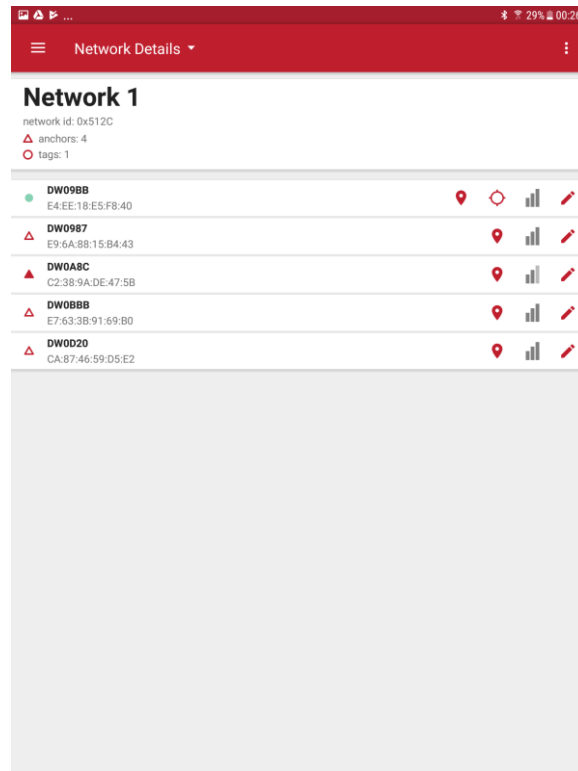 ... 29% 00:26
Network Details
Network 1
network id: 0x512C
anchors: 4
tags: 1
DW09BB
E4:EE:18:E5:F8:40
DW0987
E9:6A:88:15:B4:43
DW0A8C
C2:38:9A:DE:47:5B
DW0BBB
E7:63:3B:91:69:B0
DW0D20
CA:87:46:59:D5:E2